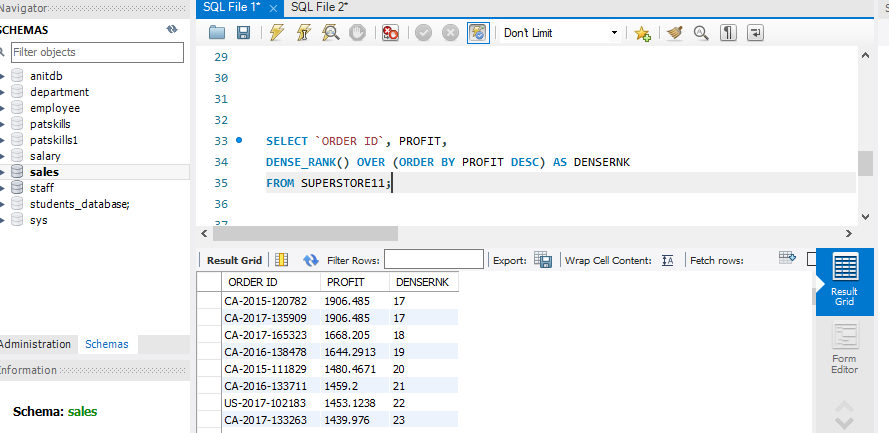 Navigator
SCHEMAS
Filter objects
anitdb
department
employee
patskills
patskills1
salary
sales
staff
students_database;
sys
Administration Schemas
Information
Schema: sales
SQL File 1* SQL File 2*
Don't Limit
29
30
31
32
33 SELECT `ORDER ID`, PROFIT,
34 DENSE_RANK() OVER (ORDER BY PROFIT DESC) AS DENSERNK
35 FROM SUPERSTORE11;
36
Result Grid Filter Rows: Export: Wrap Cell Content: Fetch rows:
ORDER ID PROFIT DENSERNK
CA-2015-120782 1906.485 17
CA-2017-135909 1906.485 17
CA-2017-165323 1668.205 18
CA-2016-138478 1644.2913 19
CA-2015-111829 1480.4671 20
CA-2016-133711 1459.2 21
US-2017-102183 1453.1238 22
CA-2017-133263 1439.976 23
Result
Grid
Form
Editor